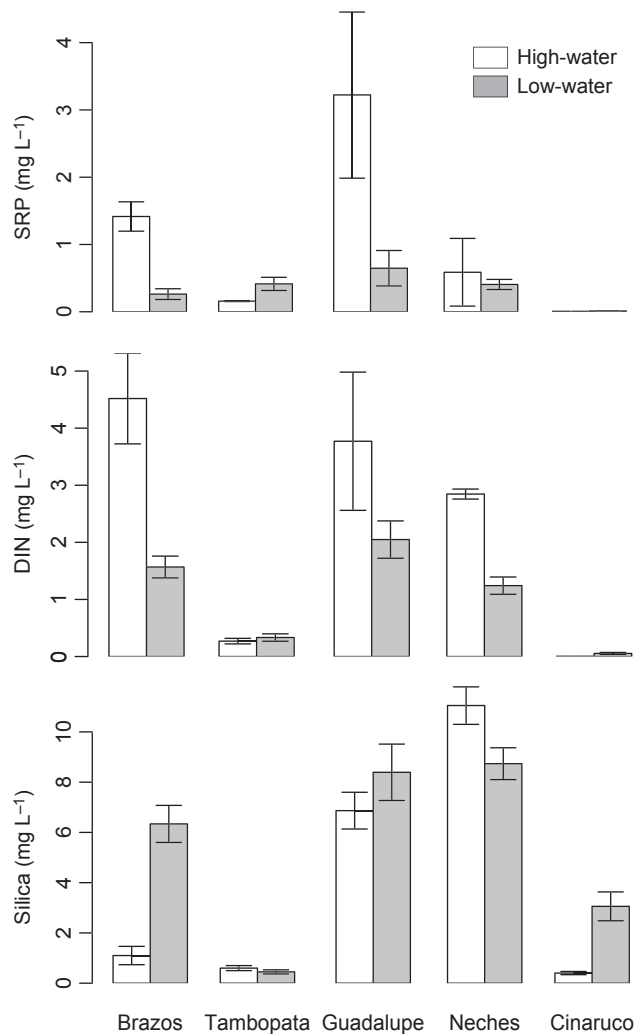 4
3
2
1
0
SRP (mg L⁻¹)
High-water
Low-water
5
4
3
2
1
0
DIN (mg L⁻¹)
10
8
6
4
2
0
Silica (mg L⁻¹)
Brazos Tambopata Guadalupe Neches Cinaruco